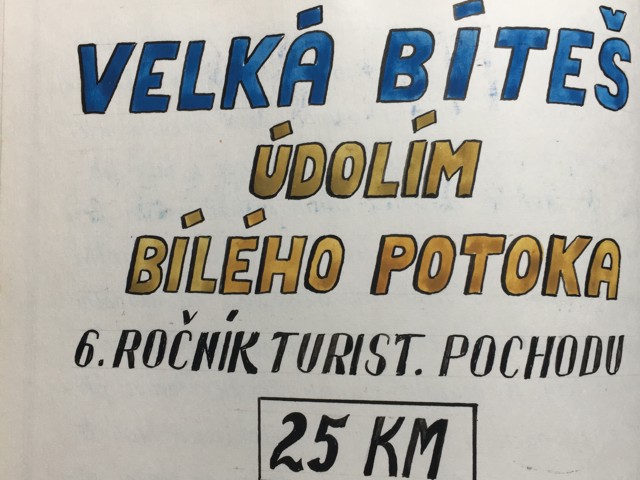 VELKÁ BÍTEŠ
ÚDOLÍM
BÍLÉHO POTOKA
6. ROČNÍK TURIST. POCHODU
25 KM